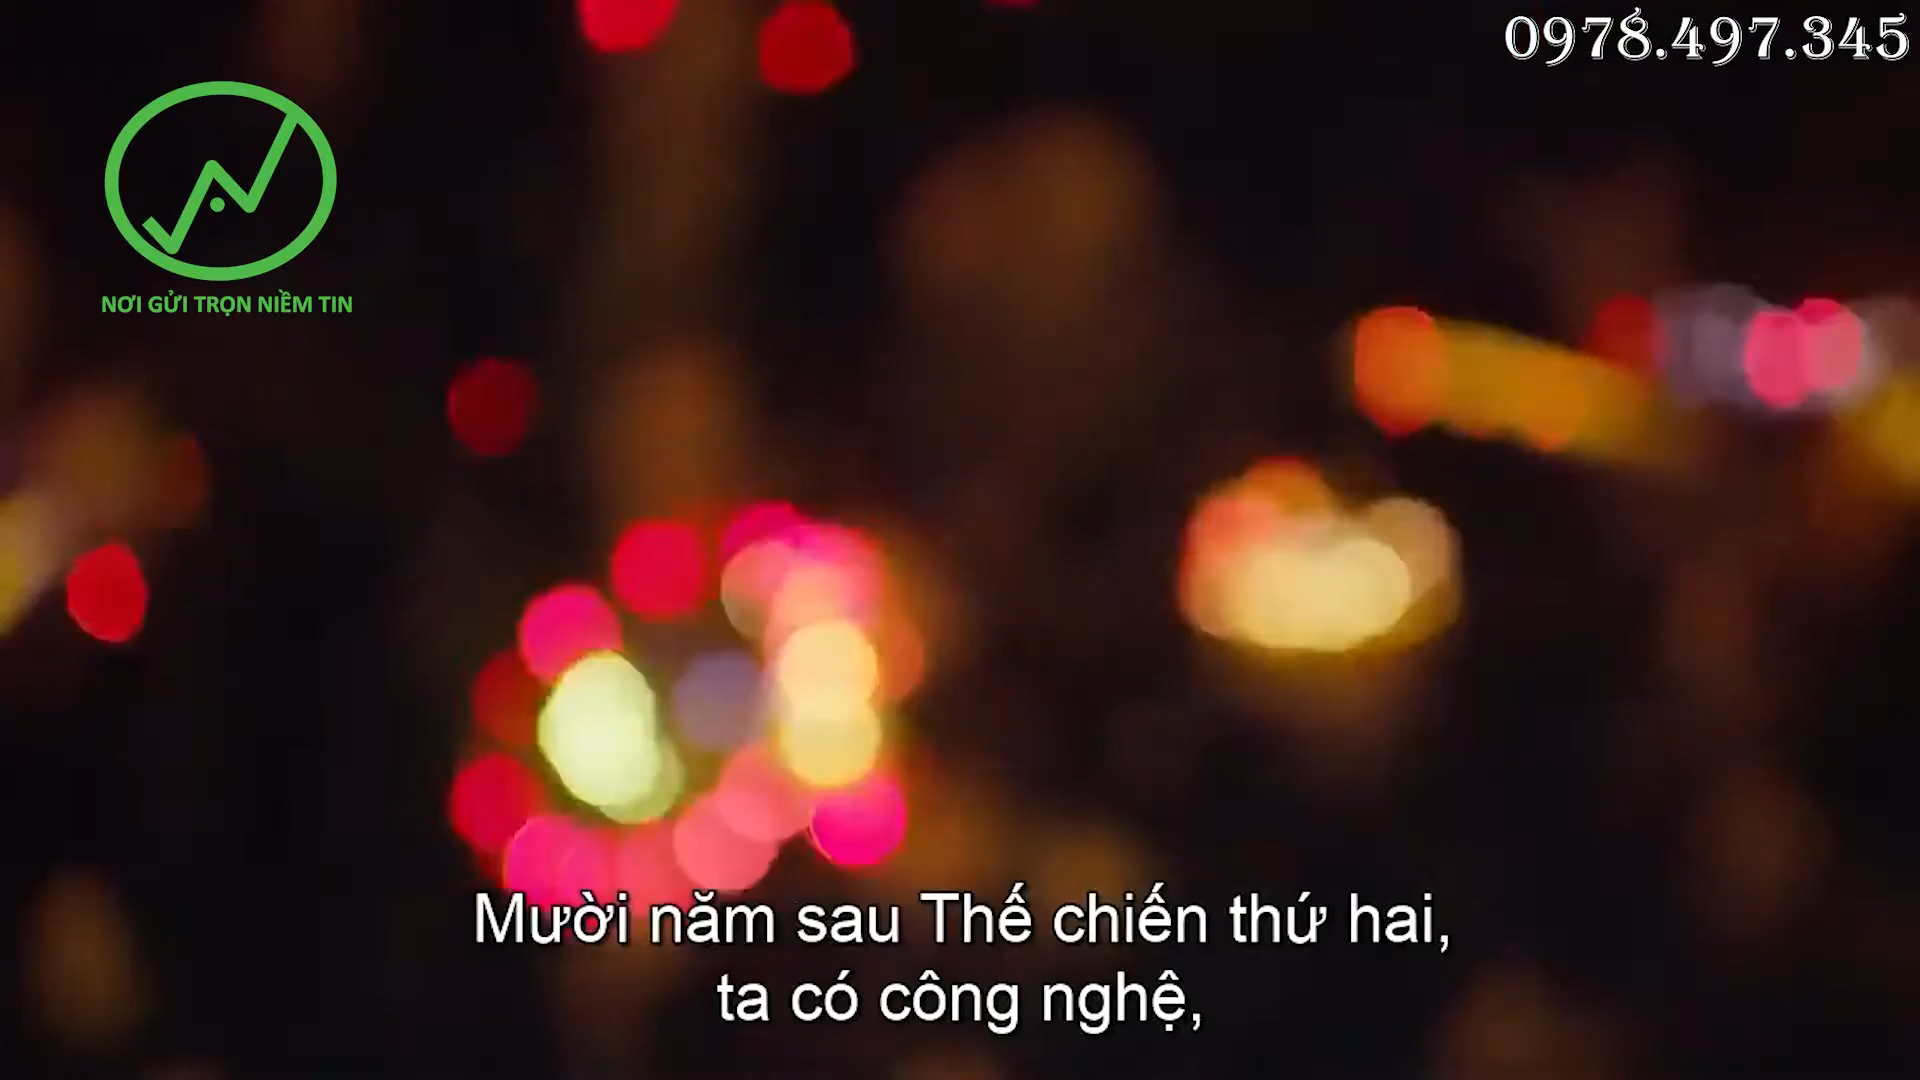 0978.497.345
NƠI GỬI TRỌN NIỀM TIN
Mười năm sau Thế chiến thứ hai,
ta có công nghệ,